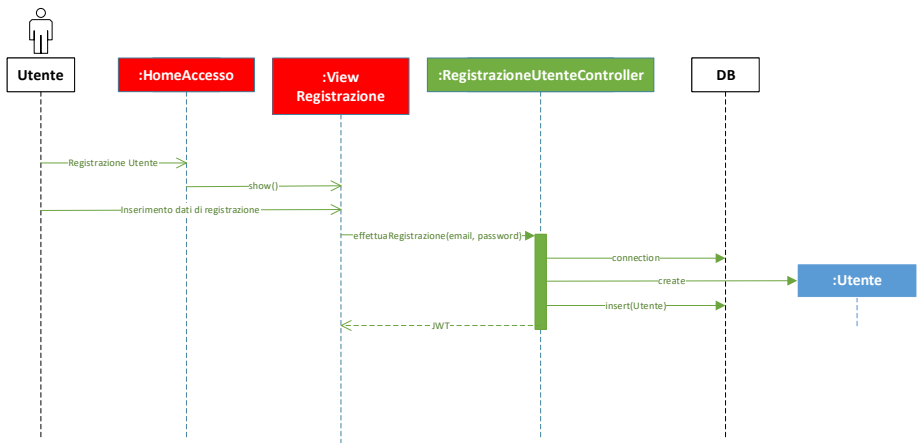 Utente
:HomeAccesso
:View
Registrazione
:RegistrazioneUtenteController
DB
Registrazione Utente
show()
Inserimento dati di registrazione
effettuaRegistrazione(email, password)
connection
create
:Utente
insert(Utente)
JWT